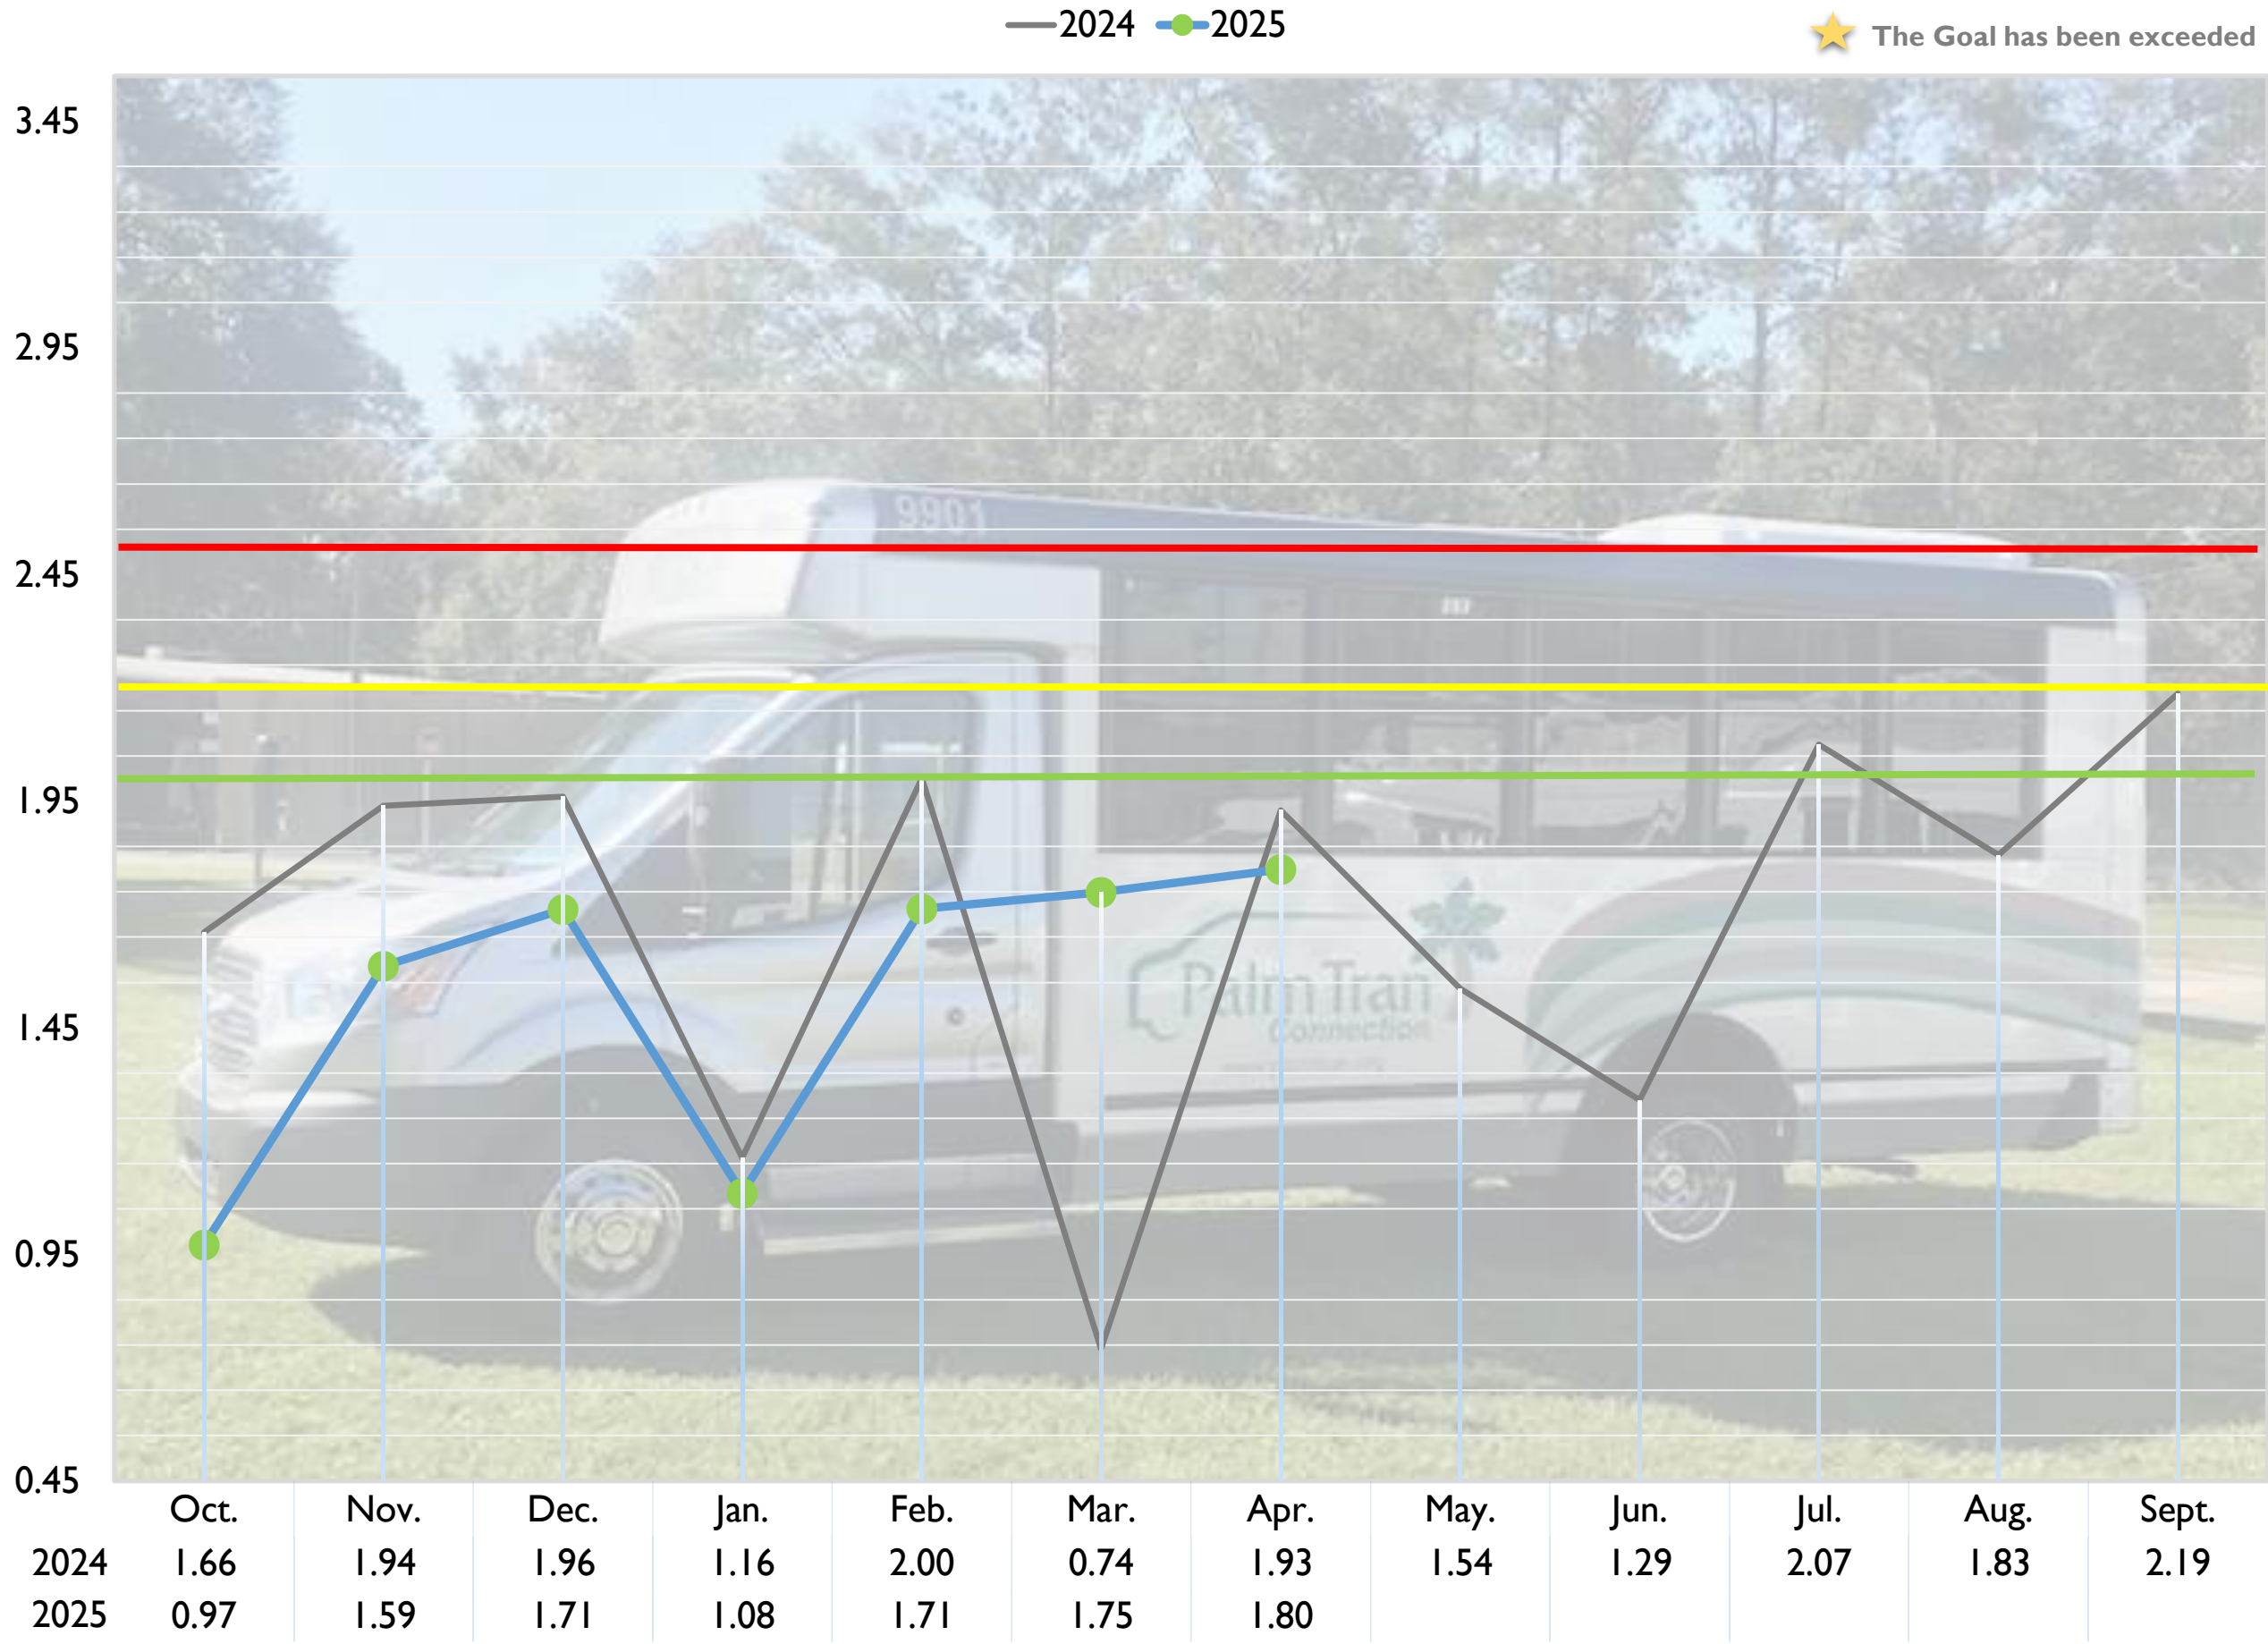 2024 2025
The Goal has been exceeded
3.45
2.95
2.45
1.95
1.45
0.95
0.45
9901
Palm Tran
Connection
Oct. Nov. Dec. Jan. Feb. Mar. Apr. May. Jun. Jul. Aug. Sept.
2024 1.66 1.94 1.96 1.16 2.00 0.74 1.93 1.54 1.29 2.07 1.83 2.19
2025 0.97 1.59 1.71 1.08 1.71 1.75 1.80